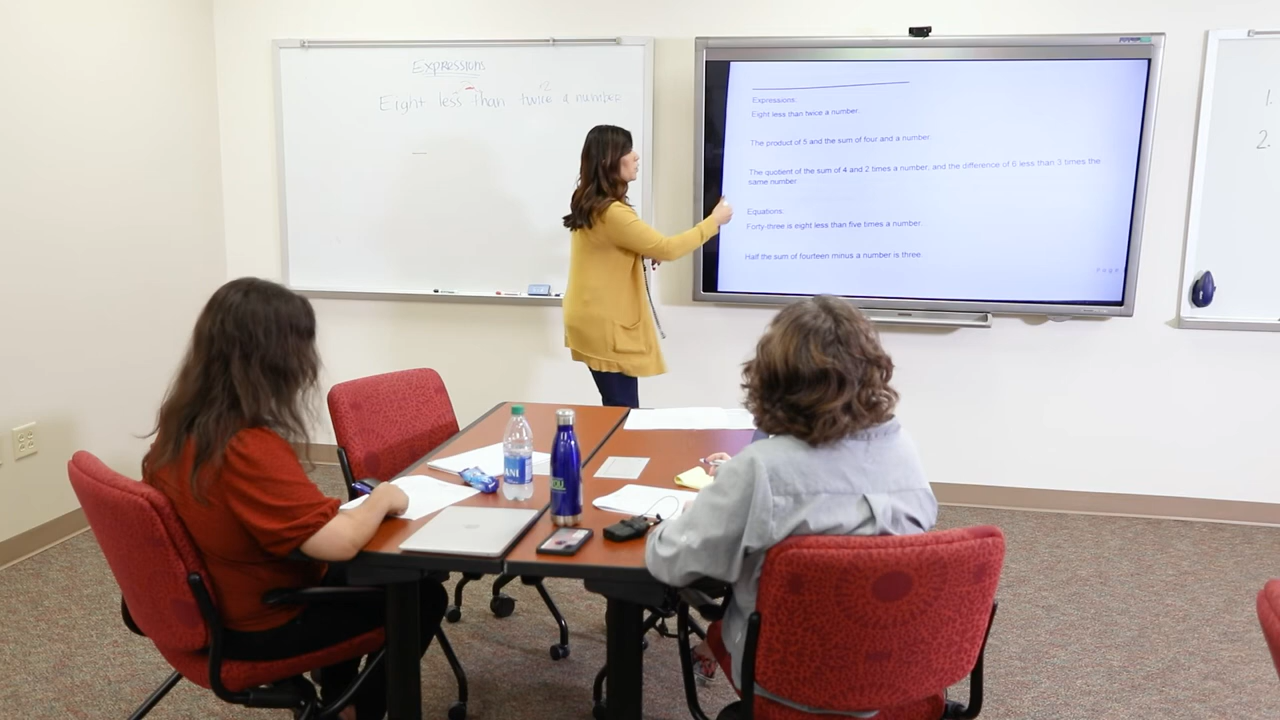 Expressions
Eight less than twice a number
Expressions:
Eight less than twice a number.
The product of 5 and the sum of four and a number.
The quotient of the sum of 4 and 2 times a number, and the difference of 6 less than 3 times the
same number
Equations:
Forty-three is eight less than five times a number.
Half the sum of fourteen minus a number is three.
1.
2.
ANI